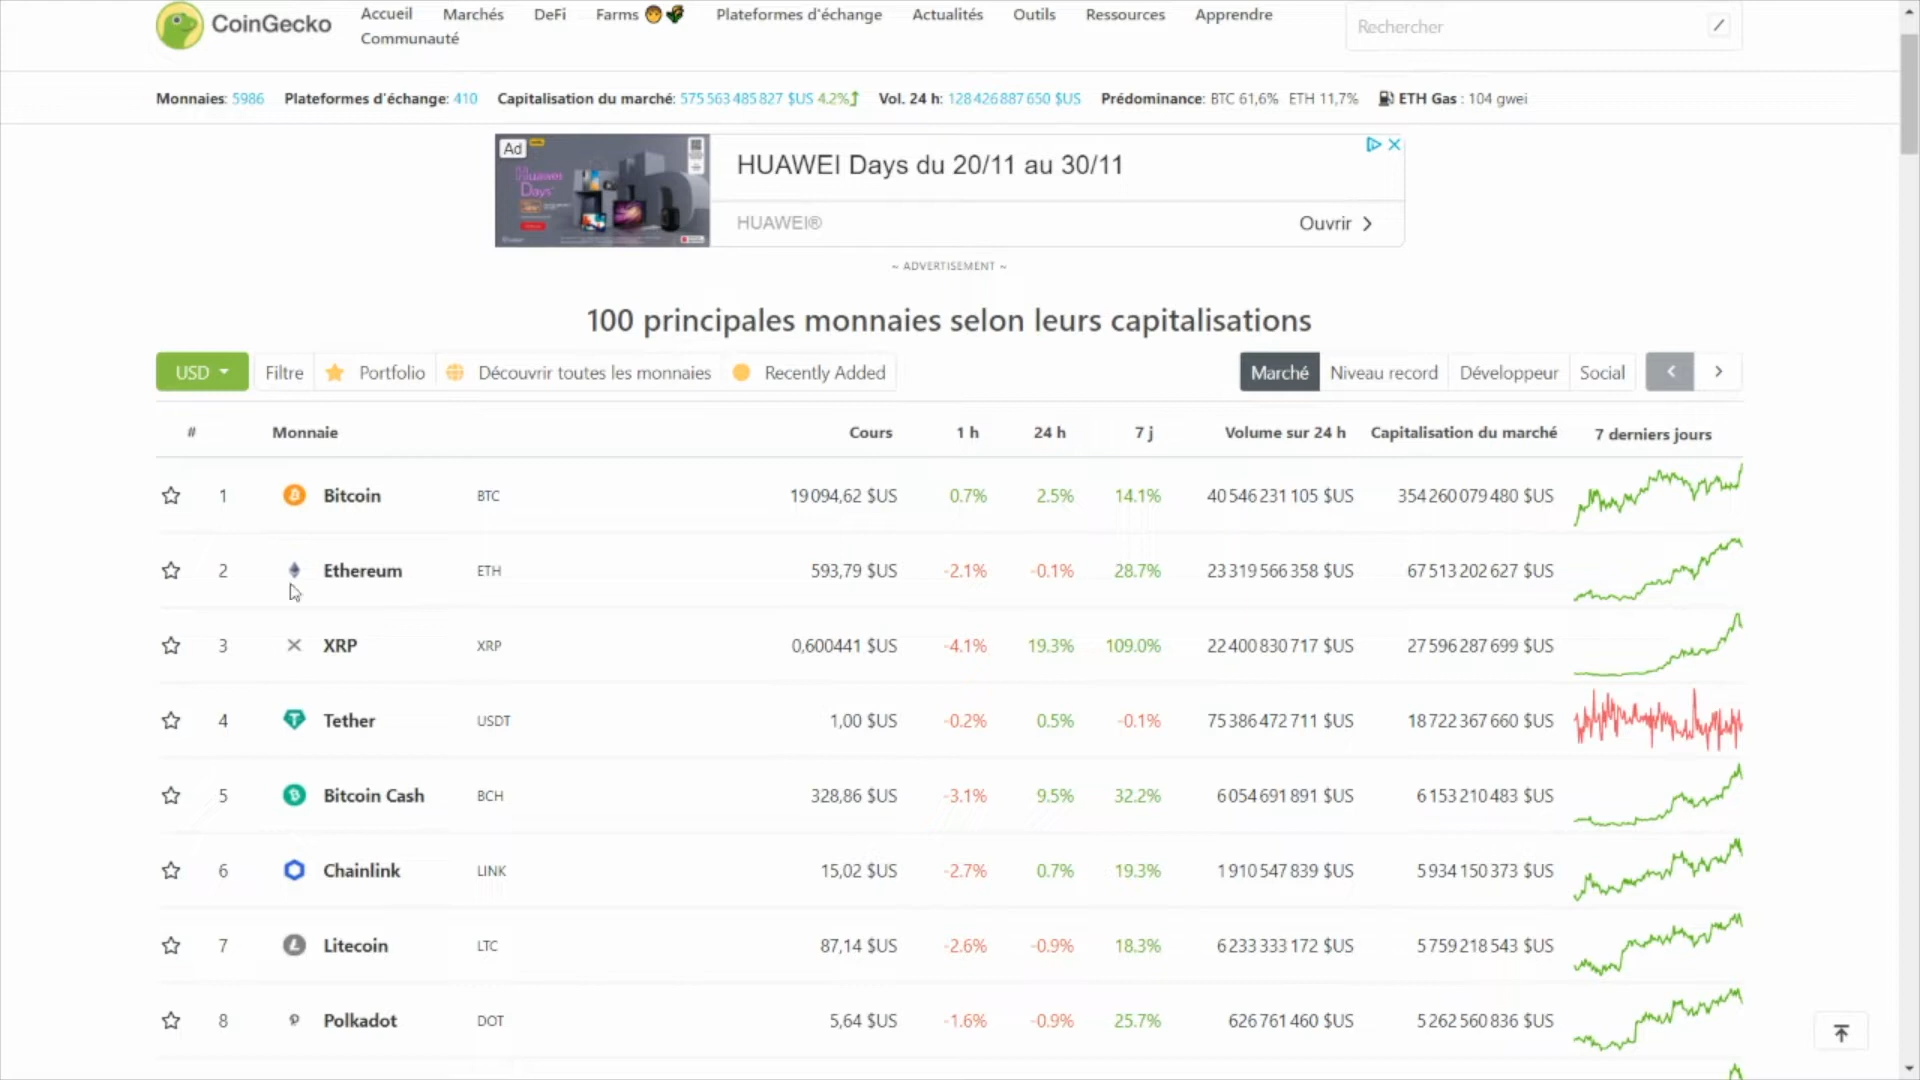 CoinGecko
Accueil Marchés DeFi Farms Plateformes d'échange Actualités Outils Ressources Apprendre
Communauté
Rechercher /
Monnaies: 5986 Plateformes d'échange: 410 Capitalisation du marché: 575 563 485 827 $US 4.2% Vol. 24 h: 128 426 887 650 $US Prédominance: BTC 61,6% ETH 11,7% ETH Gas : 104 gwei
Ad
Huawei
Days
HUAWEI Days du 20/11 au 30/11
HUAWEI®
Ouvrir
~ ADVERTISEMENT ~
100 principales monnaies selon leurs capitalisations
USD Filtre Portfolio Découvrir toutes les monnaies Recently Added Marché Niveau record Développeur Social
# Monnaie Cours 1 h 24 h 7 j Volume sur 24 h Capitalisation du marché 7 derniers jours
1 Bitcoin BTC 19 094,62 $US 0.7% 2.5% 14.1% 40 546 231 105 $US 354 260 079 480 $US
2 Ethereum ETH 593,79 $US -2.1% -0.1% 28.7% 23 319 566 358 $US 67 513 202 627 $US
3 XRP XRP 0,600441 $US -4.1% 19.3% 109.0% 22 400 830 717 $US 27 596 287 699 $US
4 Tether USDT 1,00 $US -0.2% 0.5% -0.1% 75 386 472 711 $US 18 722 367 660 $US
5 Bitcoin Cash BCH 328,86 $US -3.1% 9.5% 32.2% 6 054 691 891 $US 6 153 210 483 $US
6 Chainlink LINK 15,02 $US -2.7% 0.7% 19.3% 1 910 547 839 $US 5 934 150 373 $US
7 Litecoin LTC 87,14 $US -2.6% -0.9% 18.3% 6 233 333 172 $US 5 759 218 543 $US
8 Polkadot DOT 5,64 $US -1.6% -0.9% 25.7% 626 761 460 $US 5 262 560 836 $US